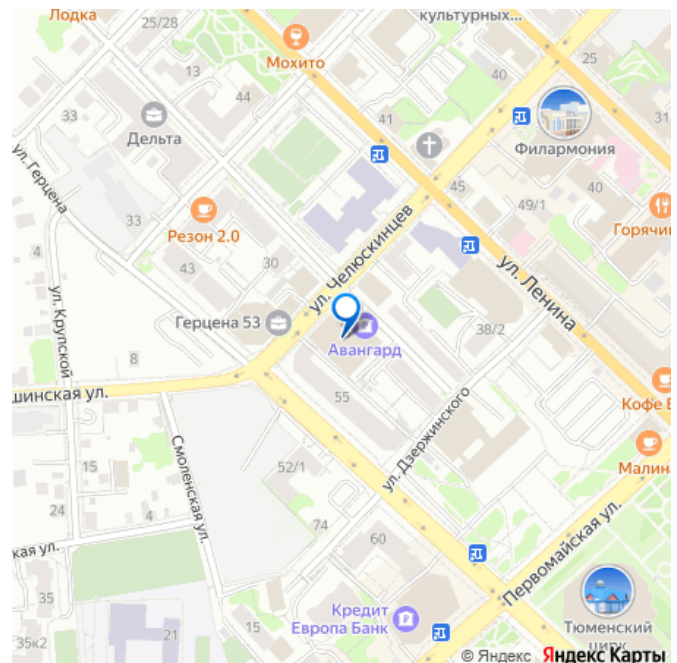 Лодка
25/28
культурных...
Мохито
13
40
25
44
33
Дельта
41
Филармония
31
ул. Герцена
45
40
49/1
33
Резон 2.0
Горячи
4
43
30
ул. Челюскинцев
ул. Ленина
ул. Крупской
Герцена 53
38/2
8
Авангард
шинская ул.
55
Кофе
ул. Дзержинского
Малин
Смоленская ул.
52/1
15
24
4
74
кая ул.
60
Первомайская ул.
35
Кредит
Европа Банк
Тюменский
цирк
35к2
21
15
© Яндекс Яндекс Карты